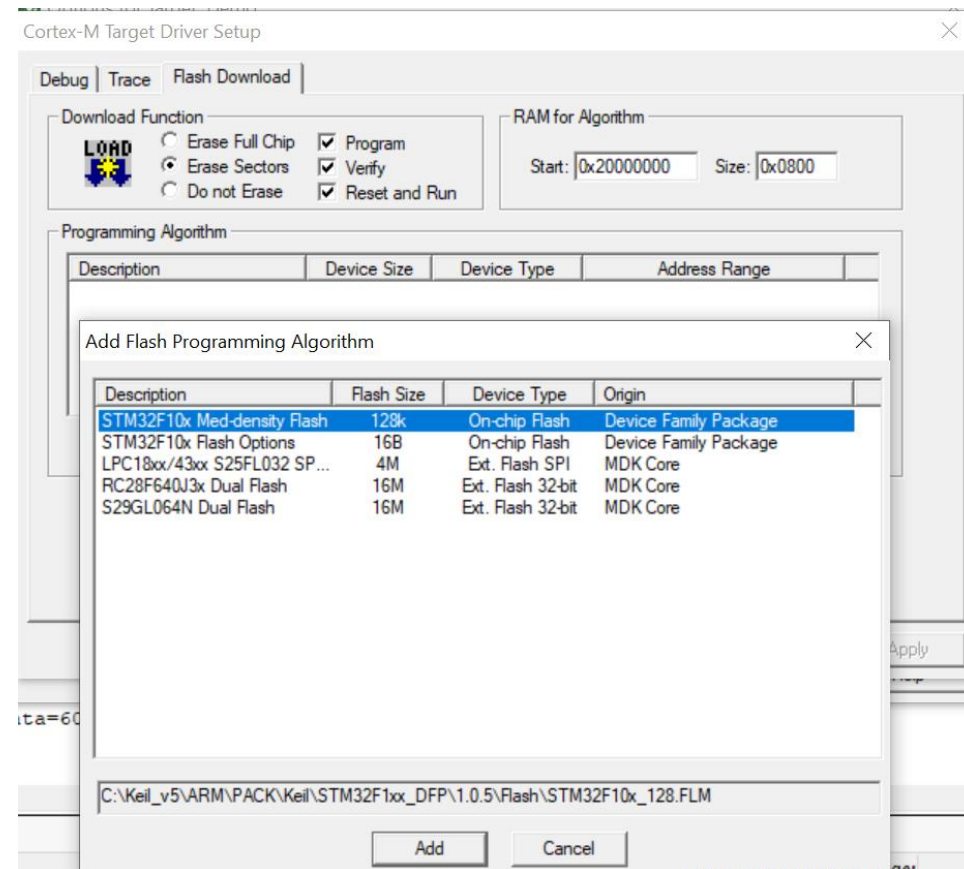 Cortex-M Target Driver Setup
Debug Trace Flash Download
Download Function RAM for Algorithm
LOAD Erase Full Chip Program
Erase Sectors Verify Start: 0x20000000 Size: 0x0800
Do not Erase Reset and Run
Programming Algorithm
Description Device Size Device Type Address Range
Add Flash Programming Algorithm
Description Flash Size Device Type Origin
STM32F10x Med-density Flash 128k On-chip Flash Device Family Package
STM32F10x Flash Options 16B On-chip Flash Device Family Package
LPC18xx/43xx S25FL032 SP... 4M Ext. Flash SPI MDK Core
RC28F640J3x Dual Flash 16M Ext. Flash 32-bit MDK Core
S29GL064N Dual Flash 16M Ext. Flash 32-bit MDK Core
Apply
ta=60
C:\Keil_v5\ARM\PACK\Keil\STM32F1xx_DFP\1.0.5\Flash\STM32F10x_128.FLM
Add Cancel